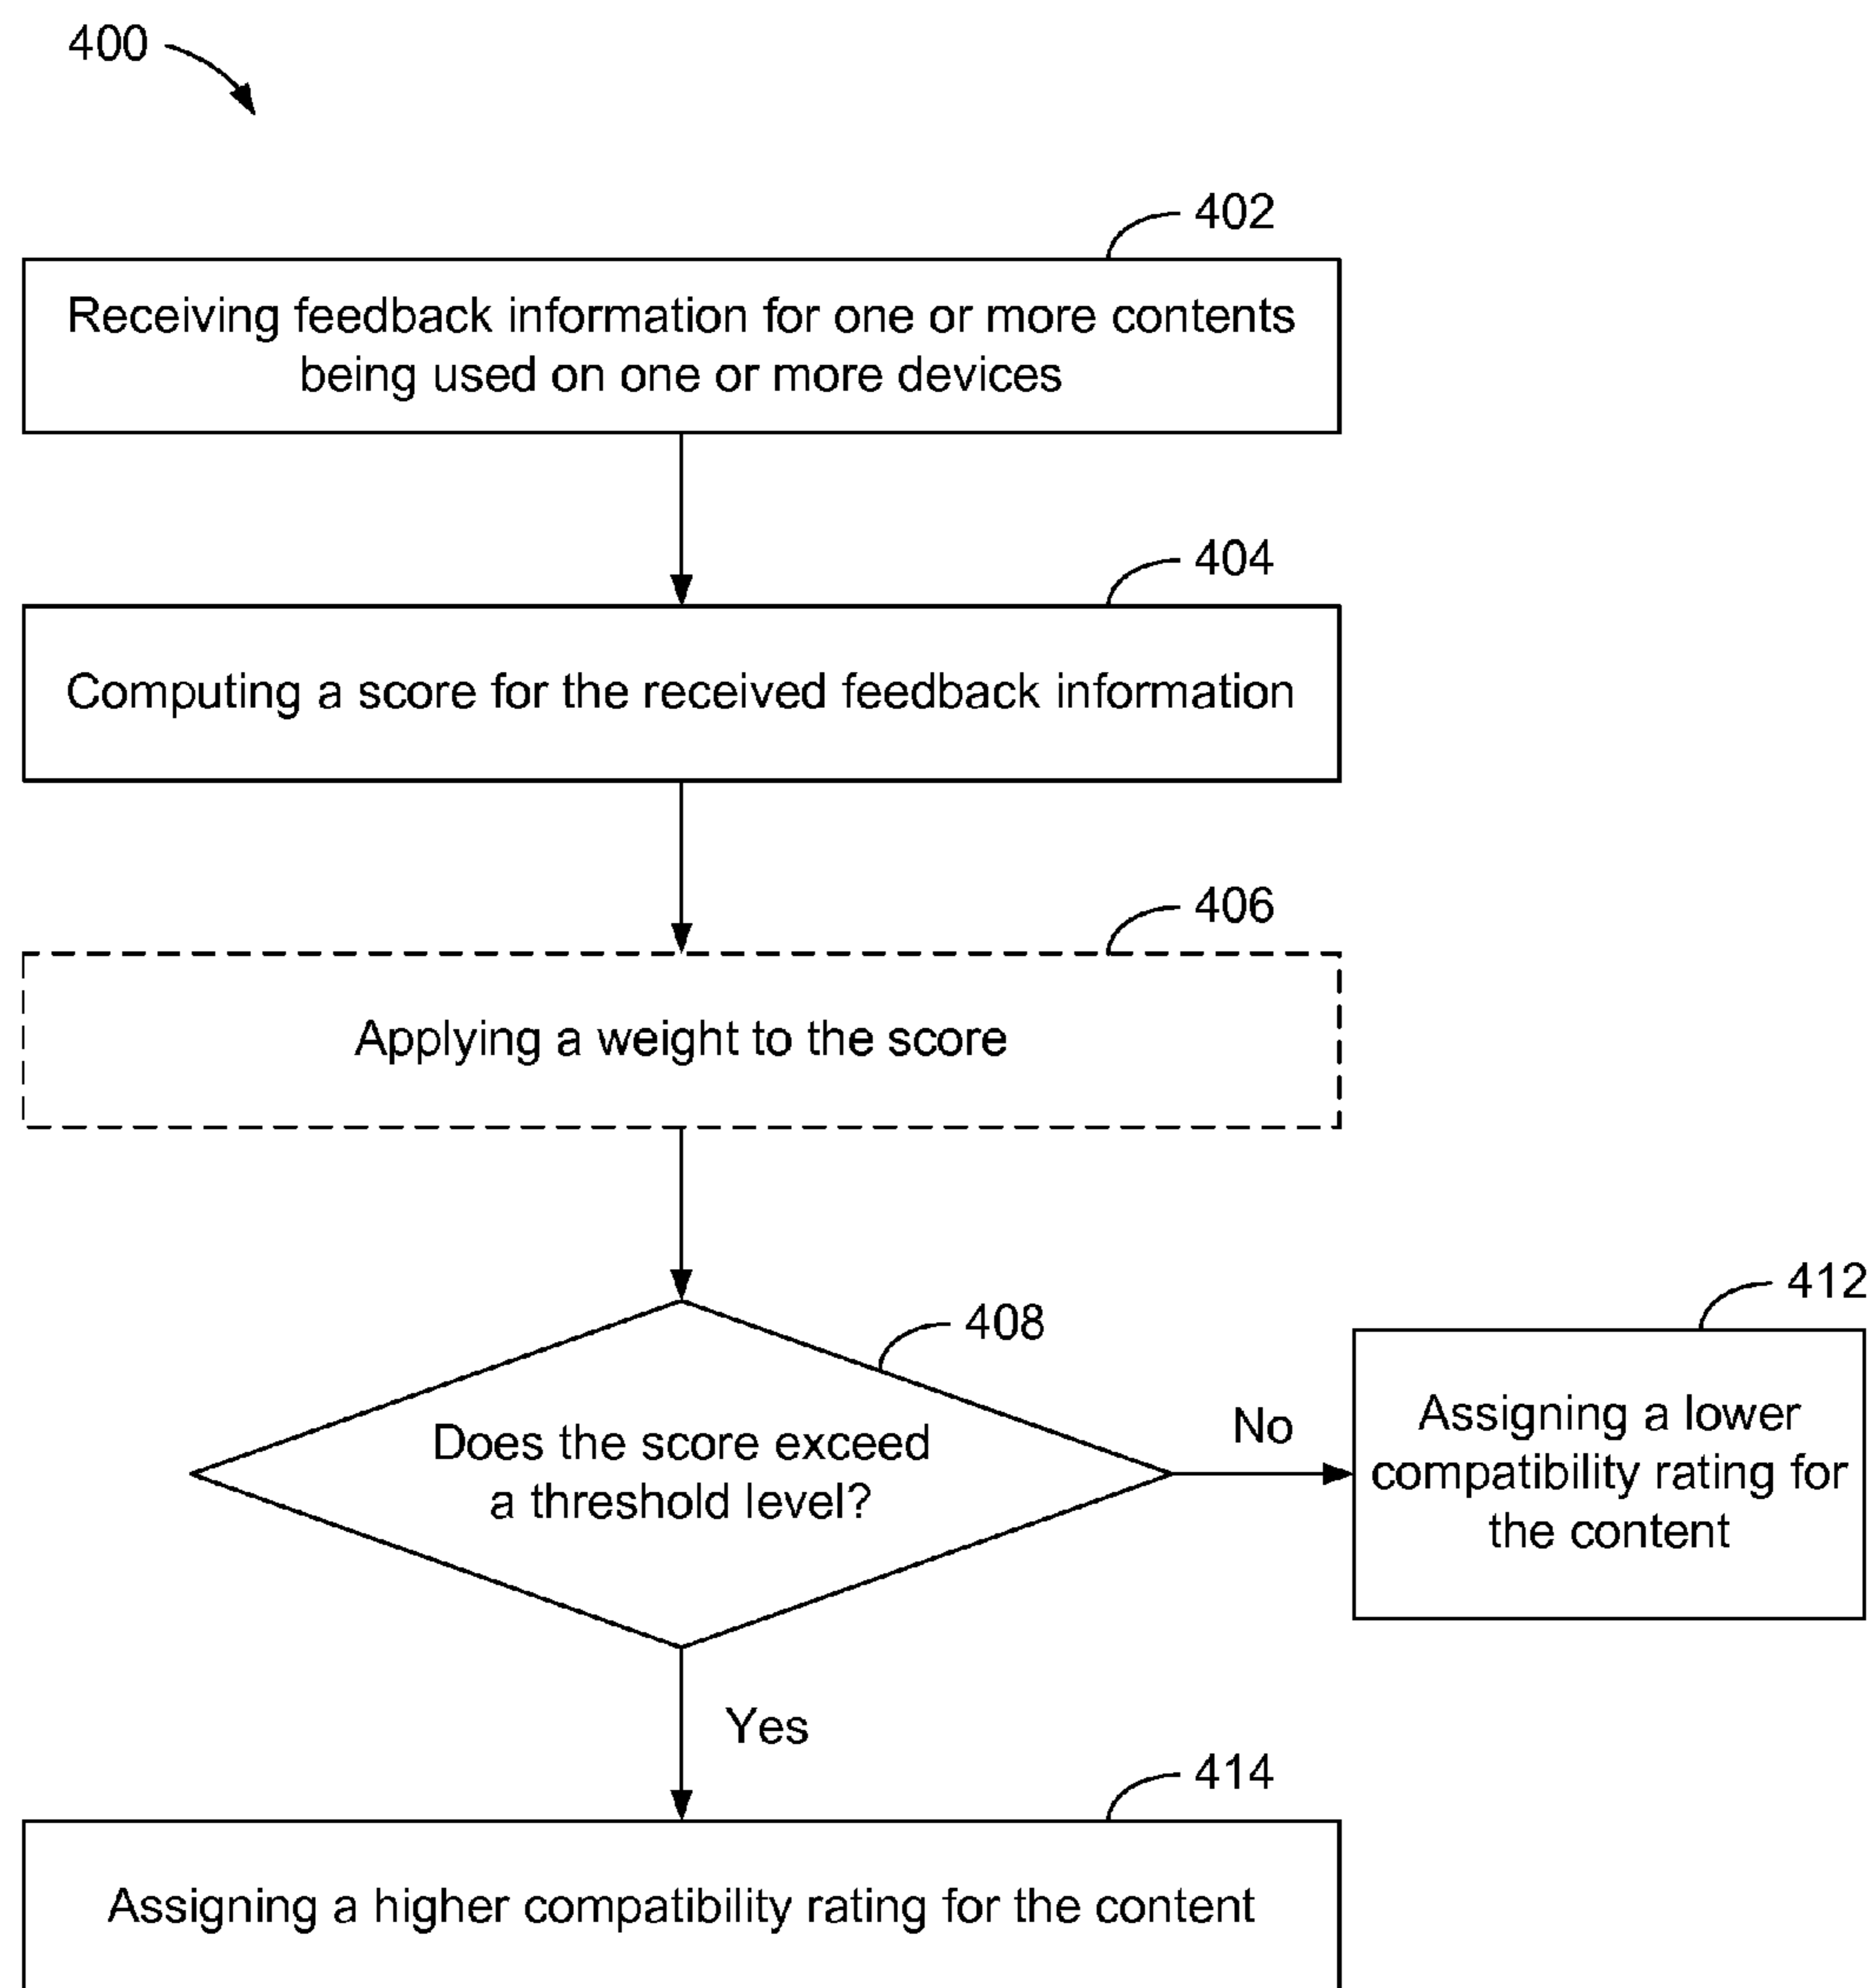 400
402
Receiving feedback information for one or more contents
being used on one or more devices
404
Computing a score for the received feedback information
406
Applying a weight to the score
408
Does the score exceed
a threshold level?
No
412
Assigning a lower
compatibility rating for
the content
Yes
414
Assigning a higher compatibility rating for the content